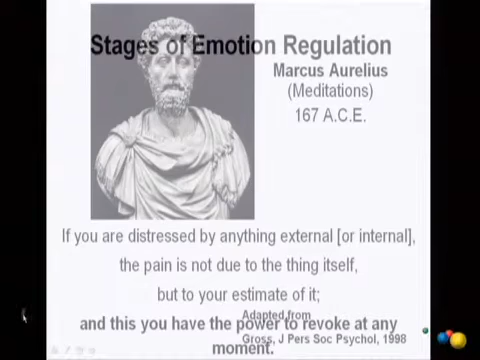 Stages of Emotion Regulation
Marcus Aurelius
(Meditations)
167 A.C.E.
If you are distressed by anything external [or internal],
the pain is not due to the thing itself,
but to your estimate of it;
Adapted from
and this you have the power to revoke at any
Gross, J Pers Soc Psychol, 1998
moment.